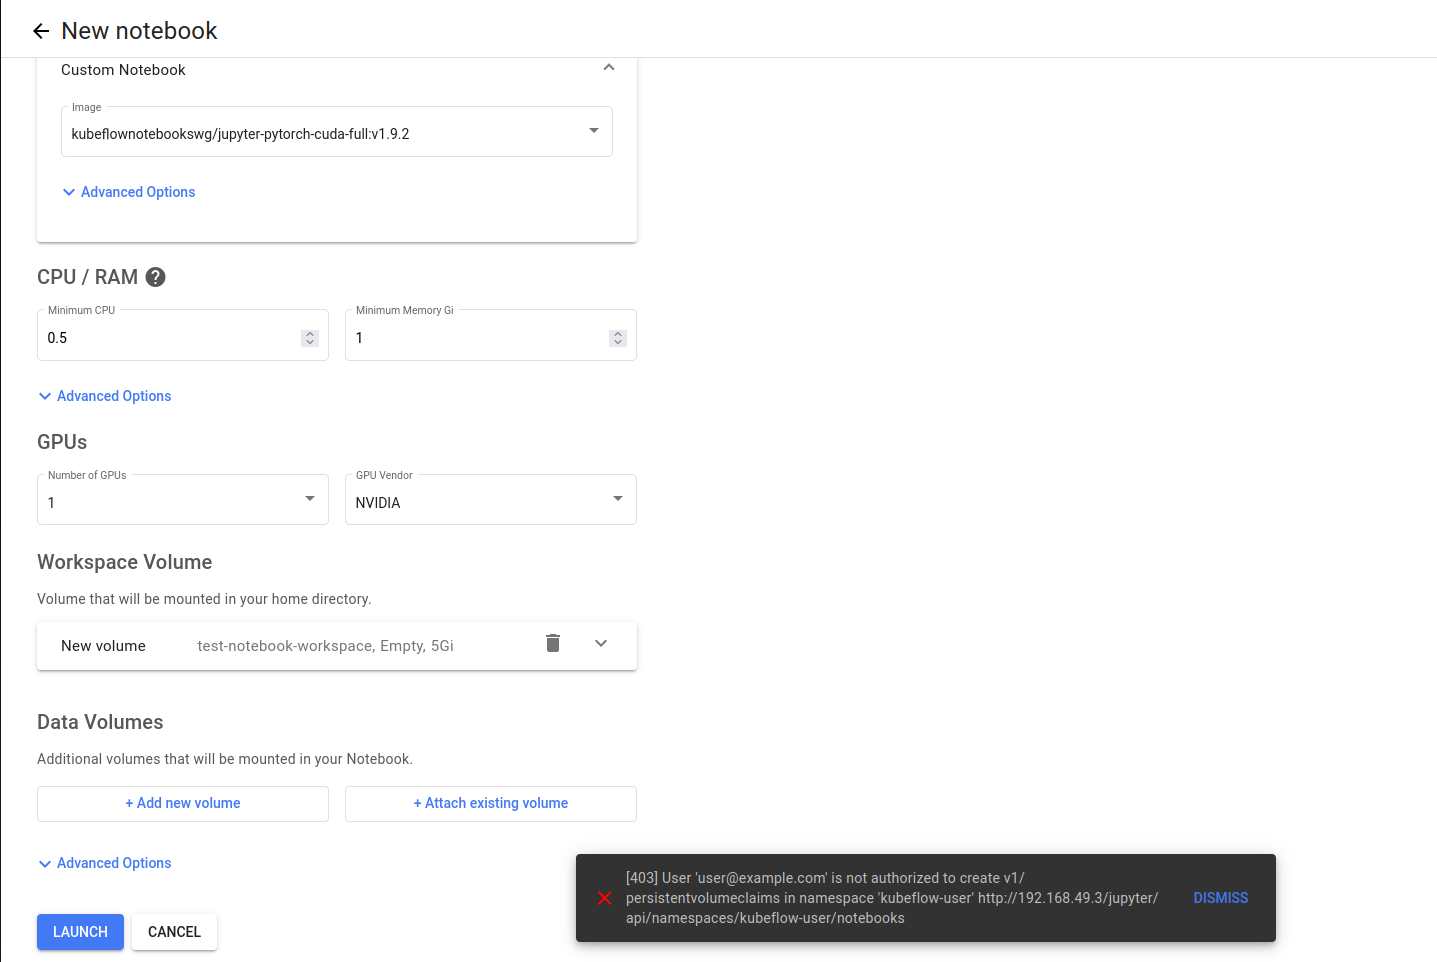 New notebook
Custom Notebook
Image
kubeflownotebookswg/jupyter-pytorch-cuda-full:v1.9.2
Advanced Options
CPU / RAM
Minimum CPU
Minimum Memory Gi
0.5
1
Advanced Options
GPUs
Number of GPUs
GPU Vendor
1
NVIDIA
Workspace Volume
Volume that will be mounted in your home directory.
New volume test-notebook-workspace, Empty, 5Gi
Data Volumes
Additional volumes that will be mounted in your Notebook.
+ Add new volume
+ Attach existing volume
Advanced Options
[403] User 'user@example.com' is not authorized to create v1/
persistentvolumeclaims in namespace 'kubeflow-user' http://192.168.49.3/jupyter/
api/namespaces/kubeflow-user/notebooks
DISMISS
LAUNCH
CANCEL